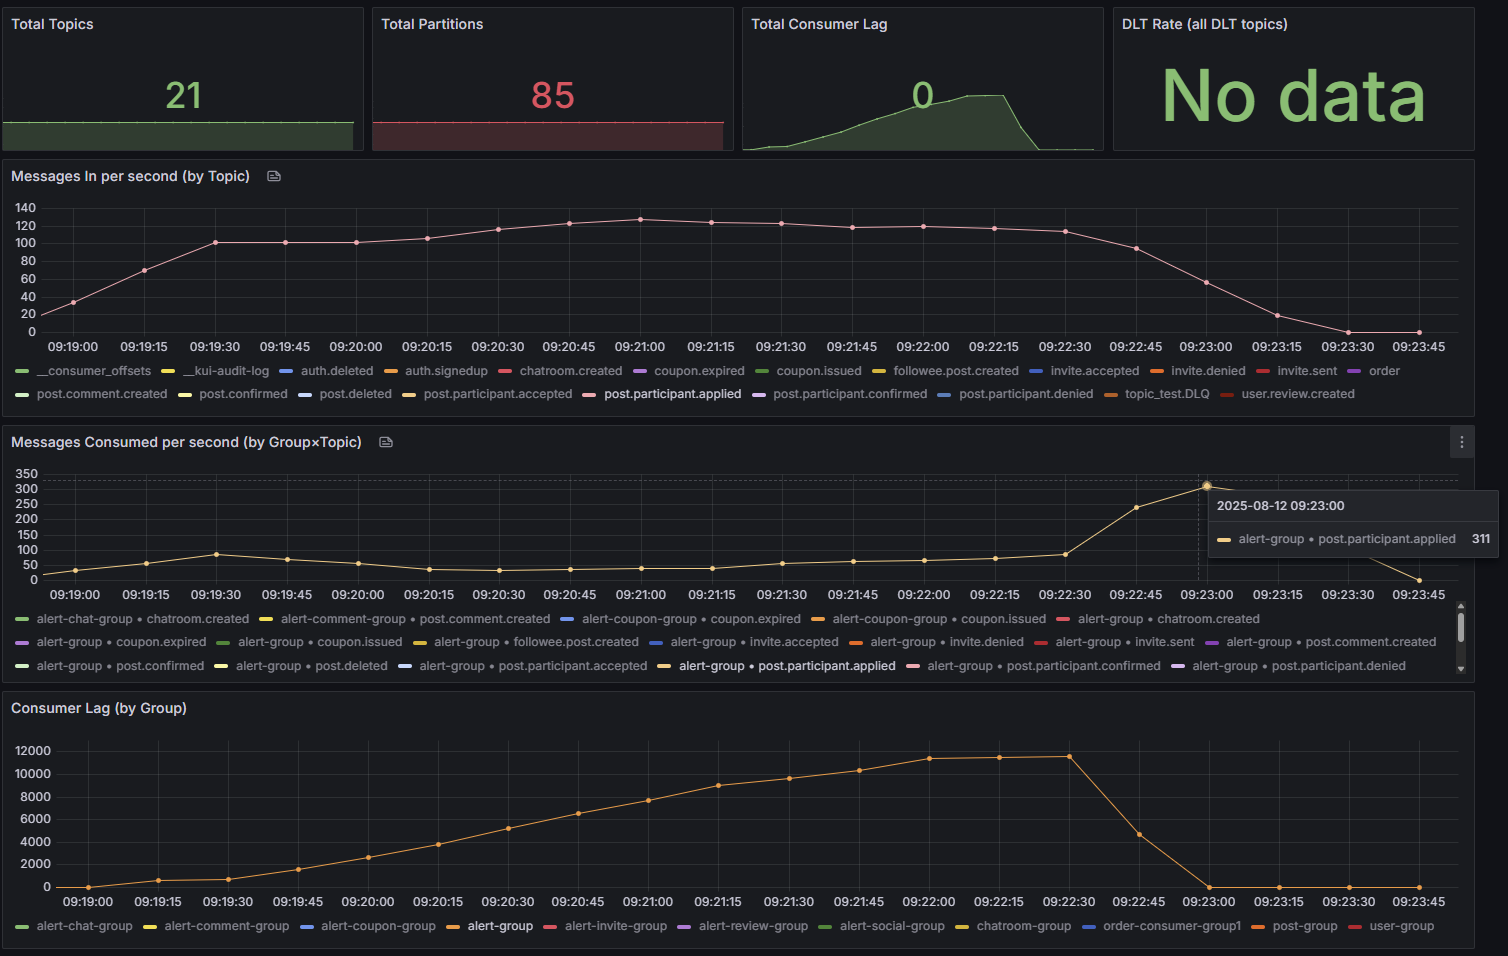 Total Topics
Total Partitions
Total Consumer Lag
DLT Rate (all DLT topics)
21
85
0
No data
Messages In per second (by Topic)
140
120
100
80
60
40
20
0
09:19:00 09:19:15 09:19:30 09:19:45 09:20:00 09:20:15 09:20:30 09:20:45 09:21:00 09:21:15 09:21:30 09:21:45 09:22:00 09:22:15 09:22:30 09:22:45 09:23:00 09:23:15 09:23:30 09:23:45
__consumer_offsets __kui-audit-log auth.deleted auth.signedup chatroom.created coupon.expired coupon.issued followee.post.created invite.accepted invite.denied invite.sent order
post.comment.created post.confirmed post.deleted post.participant.accepted post.participant.applied post.participant.confirmed post.participant.denied topic_test.DLQ user.review.created
Messages Consumed per second (by Group×Topic)
350
300
250
200
150
100
50
0
2025-08-12 09:23:00
alert-group • post.participant.applied 311
09:19:00 09:19:15 09:19:30 09:19:45 09:20:00 09:20:15 09:20:30 09:20:45 09:21:00 09:21:15 09:21:30 09:21:45 09:22:00 09:22:15 09:22:30 09:22:45 09:23:00 09:23:15 09:23:30 09:23:45
alert-chat-group • chatroom.created alert-comment-group • post.comment.created alert-coupon-group • coupon.expired alert-coupon-group • coupon.issued alert-group • chatroom.created
alert-group • coupon.expired alert-group • coupon.issued alert-group • followee.post.created alert-group • invite.accepted alert-group • invite.denied alert-group • invite.sent alert-group • post.comment.created
alert-group • post.confirmed alert-group • post.deleted alert-group • post.participant.accepted alert-group • post.participant.applied alert-group • post.participant.confirmed alert-group • post.participant.denied
Consumer Lag (by Group)
12000
10000
8000
6000
4000
2000
0
09:19:00 09:19:15 09:19:30 09:19:45 09:20:00 09:20:15 09:20:30 09:20:45 09:21:00 09:21:15 09:21:30 09:21:45 09:22:00 09:22:15 09:22:30 09:22:45 09:23:00 09:23:15 09:23:30 09:23:45
alert-chat-group alert-comment-group alert-coupon-group alert-group alert-invite-group alert-review-group alert-social-group chatroom-group order-consumer-group1 post-group user-group